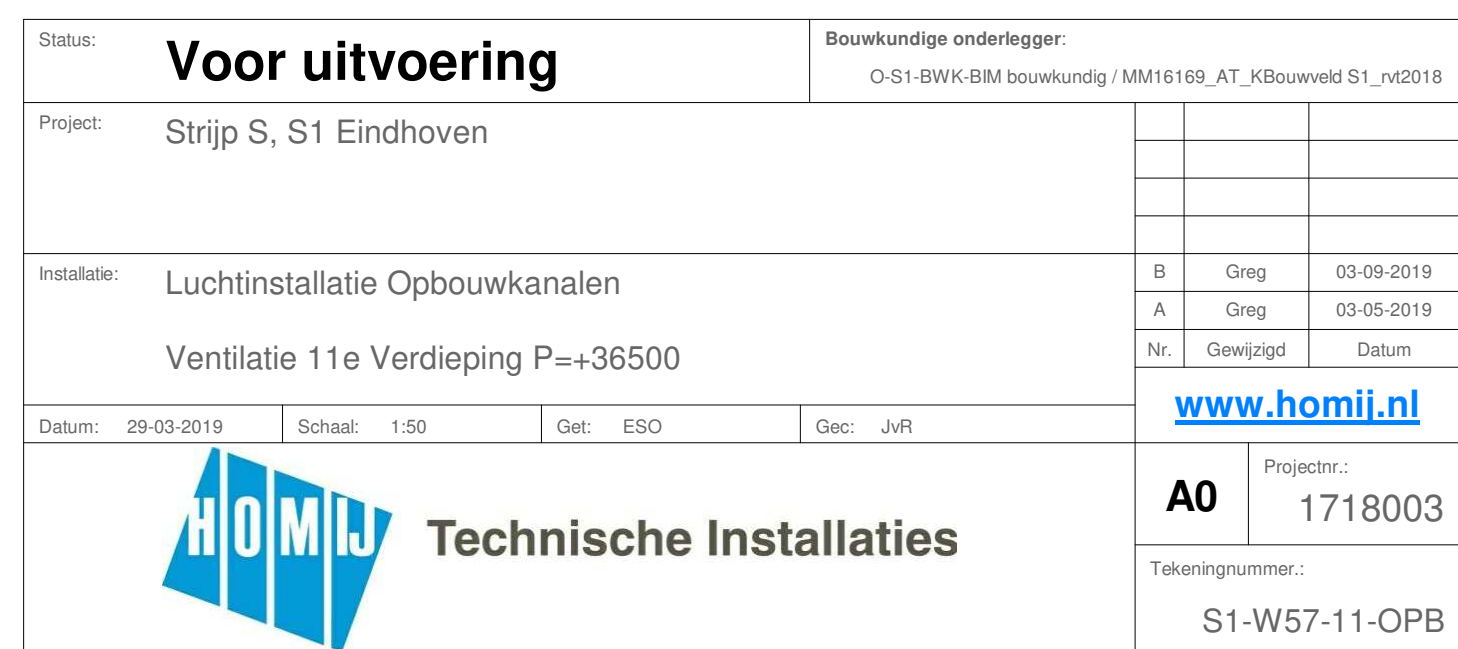 Status: Voor uitvoering
Bouwkundige onderlegger:
O-S1-BWK-BIM bouwkundig / MM16169_AT_KBouwveld S1_rvt2018
Project: Strijp S, S1 Eindhoven
Installatie: Luchtinstallatie Opbouwkanalen
Ventilatie 11e Verdieping P=+36500
B Greg 03-09-2019
A Greg 03-05-2019
Nr. Gewijzigd Datum
www.homij.nl
Datum: 29-03-2019 Schaal: 1:50 Get: ESO Gec: JvR
HOMIJ Technische Installaties
A0
Projectnr.:
1718003
Tekeningnummer.:
S1-W57-11-OPB